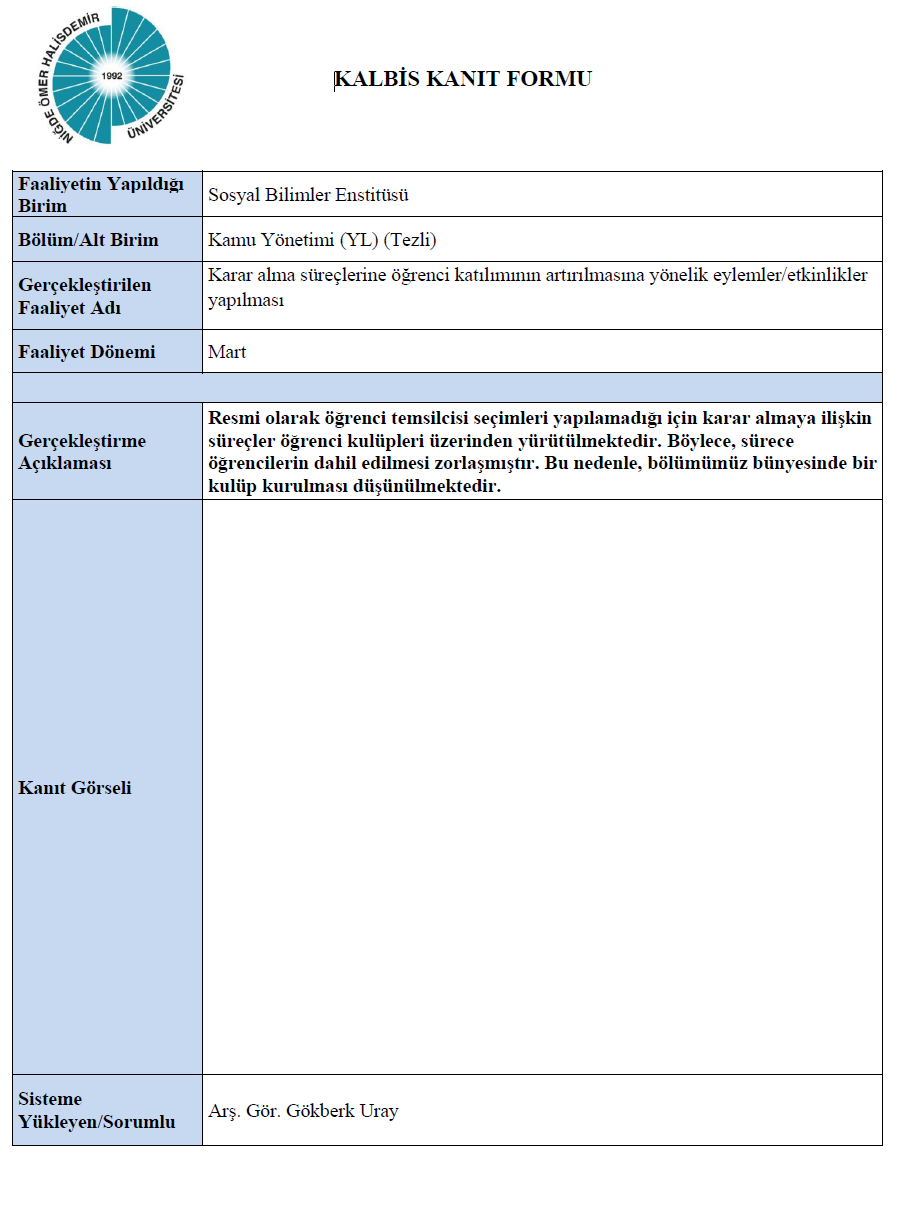 NİĞDE ÖMER HALİSDEMİR
ÜNİVERSİTESİ
1992
KALBİS KANIT FORMU
Faaliyetin Yapıldığı
Birim
Sosyal Bilimler Enstitüsü
Bölüm/Alt Birim
Kamu Yönetimi (YL) (Tezli)
Gerçekleştirilen
Faaliyet Adı
Karar alma süreçlerine öğrenci katılımının artırılmasına yönelik eylemler/etkinlikler
yapılması
Faaliyet Dönemi
Mart
Gerçekleştirme
Açıklaması
Resmi olarak öğrenci temsilcisi seçimleri yapılamadığı için karar almaya ilişkin
süreçler öğrenci kulüpleri üzerinden yürütülmektedir. Böylece, sürece
öğrencilerin dahil edilmesi zorlaşmıştır. Bu nedenle, bölümümüz bünyesinde bir
kulüp kurulması düşünülmektedir.
Kanıt Görseli
Sisteme
Yükleyen/Sorumlu
Arş. Gör. Gökberk Uray